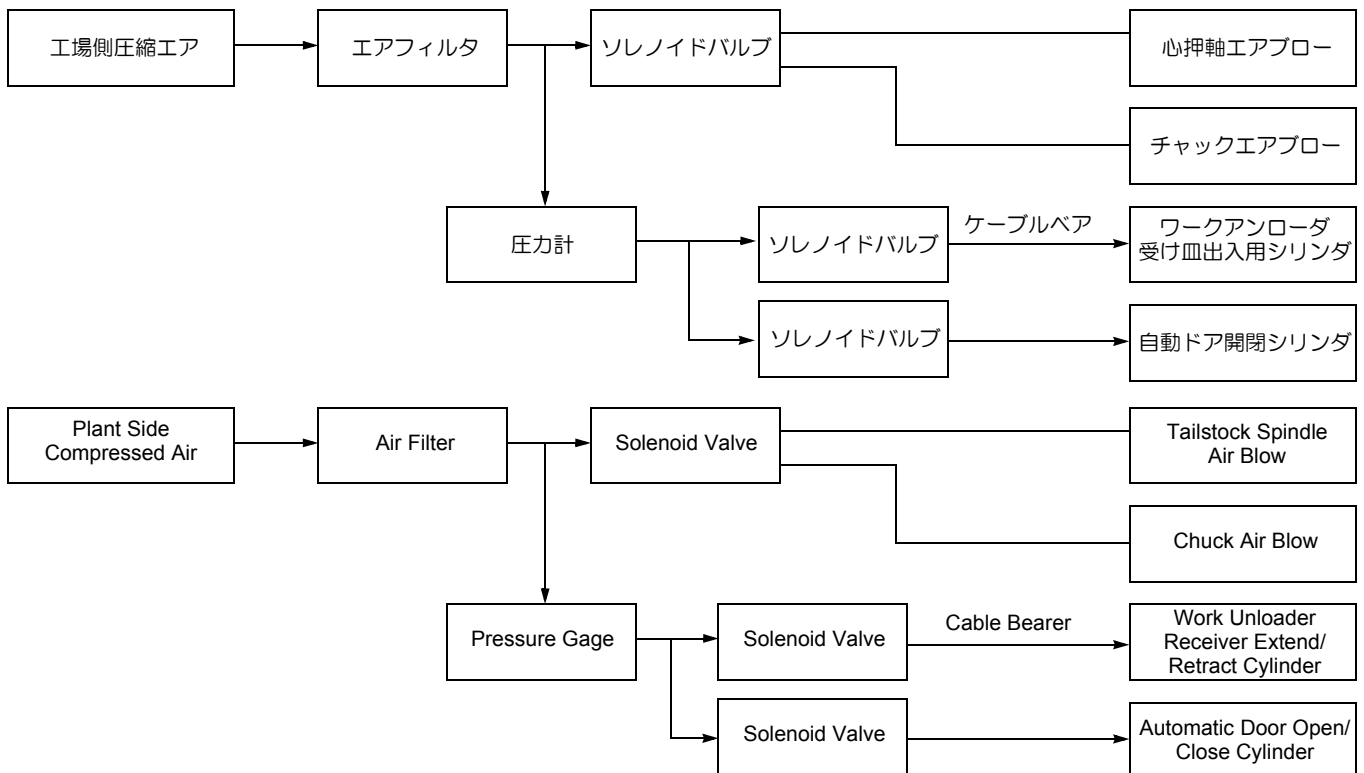 工場側圧縮エア
エアフィルタ
ソレノイドバルブ
心押軸エアブロー
チャックエアブロー
圧力計
ソレノイドバルブ
ケーブルベア
ワークアンローダ
受け皿出入用シリンダ
ソレノイドバルブ
自動ドア開閉シリンダ
Plant Side
Compressed Air
Air Filter
Solenoid Valve
Tailstock Spindle
Air Blow
Chuck Air Blow
Pressure Gage
Solenoid Valve
Cable Bearer
Work Unloader
Receiver Extend/
Retract Cylinder
Solenoid Valve
Automatic Door Open/
Close Cylinder